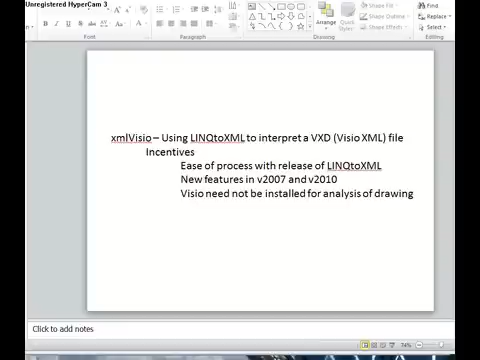 Unregistered HyperCam 3
Shape Fill
Shape Outline
Shape Effects
Arrange
Quick
Styles
Find
Replace
Select
Font
Paragraph
Drawing
Editing
xmlVisio – Using LINQtoXML to interpret a VXD (Visio XML) file
Incentives
Ease of process with release of LINQtoXML
New features in v2007 and v2010
Visio need not be installed for analysis of drawing
Click to add notes
74%